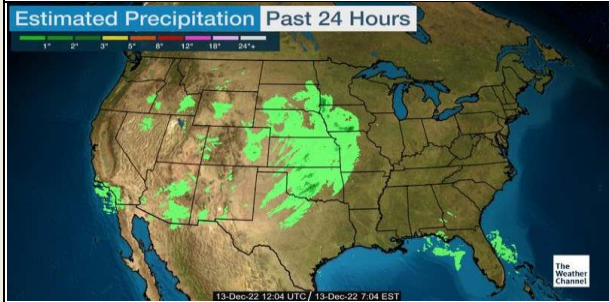 Estimated Precipitation Past 24 Hours
1" 2" 3" 5" 8" 12" 18" 24"+
The
Weather
Channel
13-Dec-22 12:04 UTC / 13-Dec-22 7:04 EST